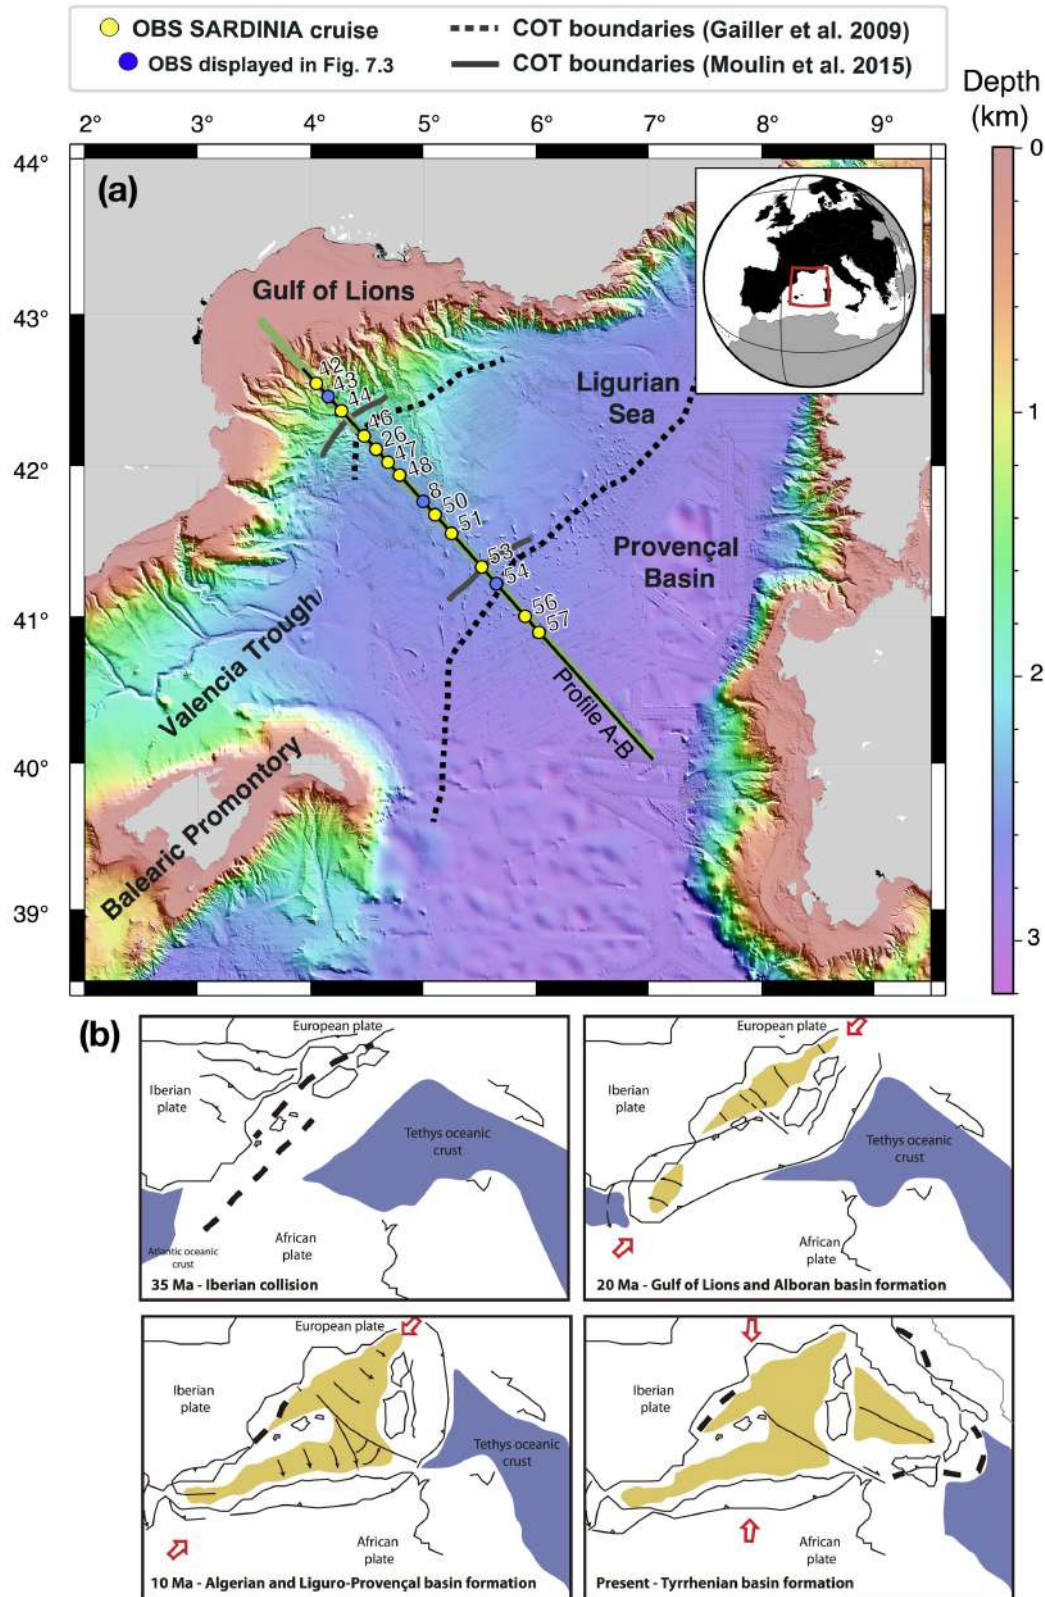 OBS SARDINIA cruise
COT boundaries (Gailler et al. 2009)
OBS displayed in Fig. 7.3
COT boundaries (Moulin et al. 2015)
Depth
(km)
2° 3° 4° 5° 6° 7° 8° 9°
0
44°
(a)
Gulf of Lions
43°
Ligurian
Sea
1
42
43
44
46
26
47
48
42°
8
50
51
53
54
Provençal
Basin
56
57
41°
2
Valencia Trough
Profile A-B
40°
Balearic Promontory
39°
3
(b)
European plate
Iberian
plate
Tethys oceanic
crust
Atlantic oceanic
crust
African
plate
35 Ma - Iberian collision
European plate
Iberian
plate
Tethys oceanic
crust
African
plate
20 Ma - Gulf of Lions and Alboran basin formation
European plate
Iberian
plate
Tethys oceanic
crust
African
plate
10 Ma - Algerian and Liguro-Provençal basin formation
European plate
Iberian
plate
African
plate
Present - Tyrrhenian basin formation